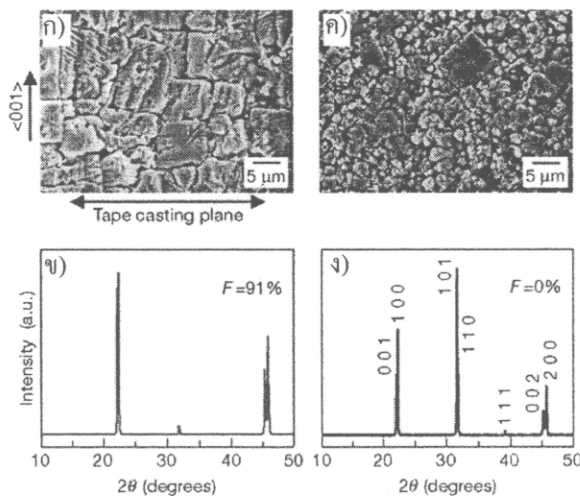 ก)
<001>
5 µm
Tape casting plane
ค)
5 µm
ข)
F=91%
Intensity (a.u.)
10 20 30 40 50
2θ (degrees)
ง)
F=0%
001
100
101
110
111
002
200
10 20 30 40 50
2θ (degrees)